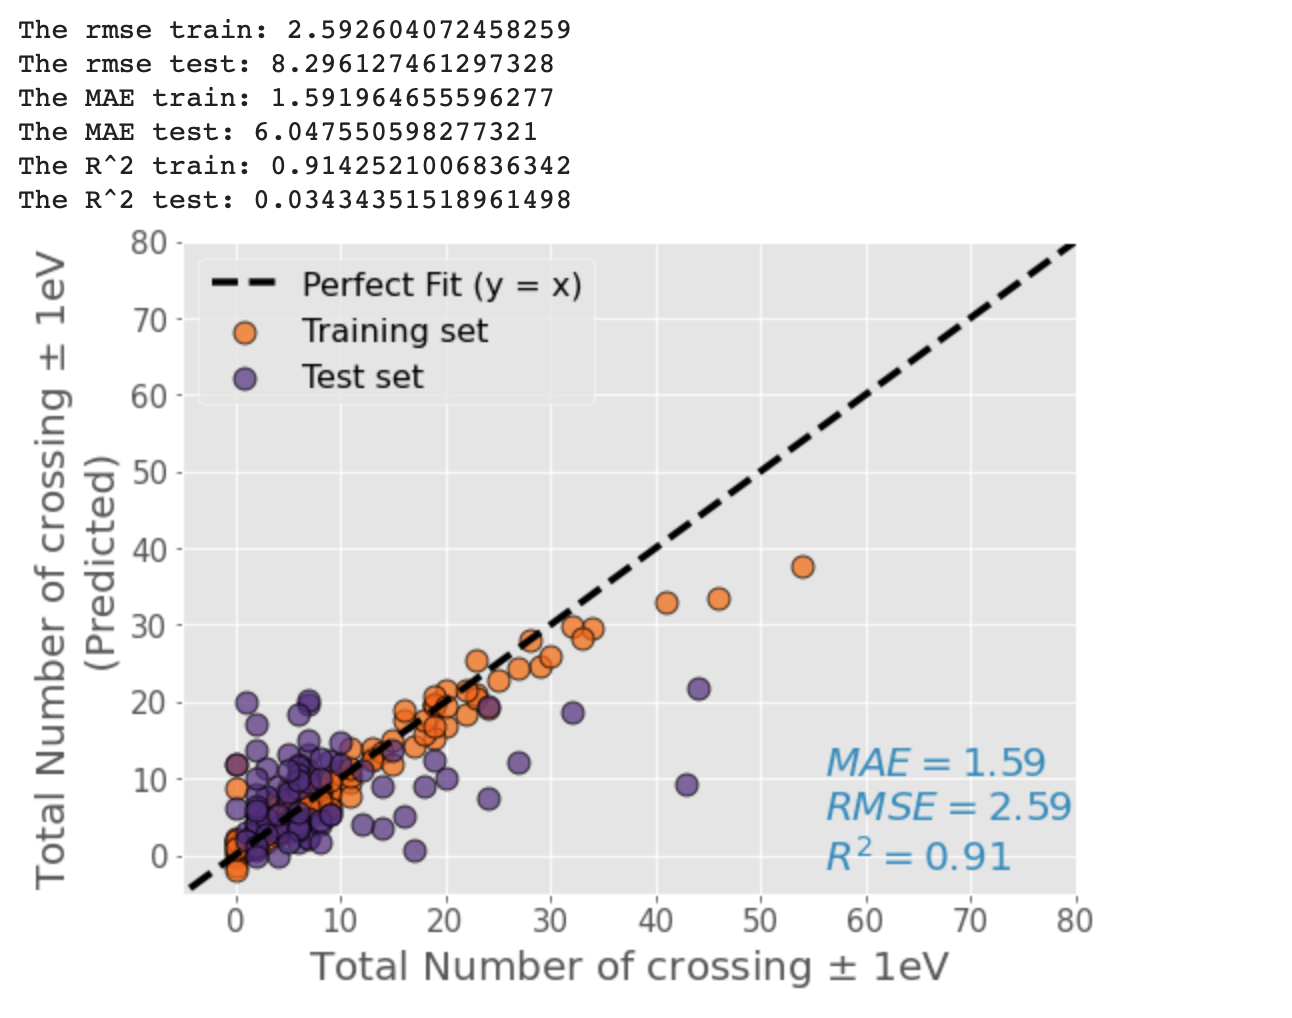 The rmse train: 2.592604072458259
The rmse test: 8.296127461297328
The MAE train: 1.591964655596277
The MAE test: 6.047550598277321
The R^2 train: 0.9142521006836342
The R^2 test: 0.03434351518961498
Total Number of crossing ± 1eV
(Predicted)
80
70
60
50
40
30
20
10
0
Perfect Fit (y = x)
Training set
Test set
MAE = 1.59
RMSE = 2.59
R² = 0.91
0 10 20 30 40 50 60 70 80
Total Number of crossing ± 1eV